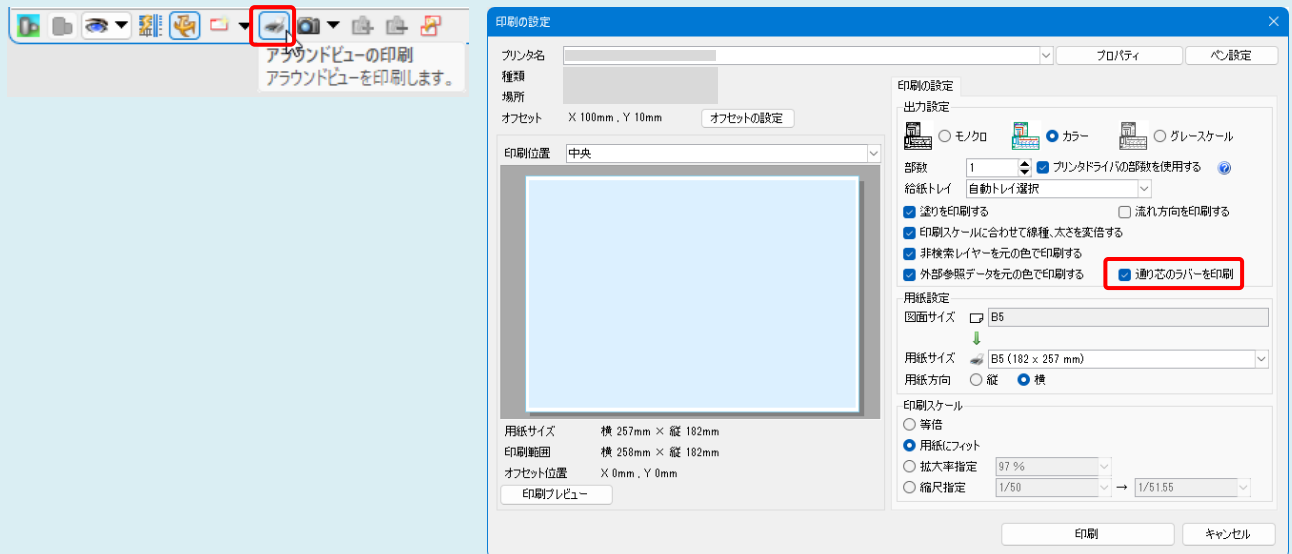 アラウンドビューの印刷
アラウンドビューを印刷します。
印刷の設定
プリンタ名
プロパティ
ペン設定
種類
場所
オフセット X 100mm , Y 10mm オフセットの設定
印刷位置 中央
用紙サイズ 横 257mm × 縦 182mm
印刷範囲 横 258mm × 縦 182mm
オフセット位置 X 0mm , Y 0mm
印刷プレビュー
印刷の設定
出力設定
モノクロ カラー グレースケール
部数 1 プリンタドライバの部数を使用する
給紙トレイ 自動トレイ選択
塗りを印刷する 流れ方向を印刷する
印刷スケールに合わせて線種、太さを変倍する
非検索レイヤーを元の色で印刷する
外部参照データを元の色で印刷する 通り芯のラバーを印刷
用紙設定
図面サイズ B5
用紙サイズ B5 (182 x 257 mm)
用紙方向 縦 横
印刷スケール
等倍
用紙にフィット
拡大率指定 97 %
縮尺指定 1/50 → 1/51.55
印刷 キャンセル